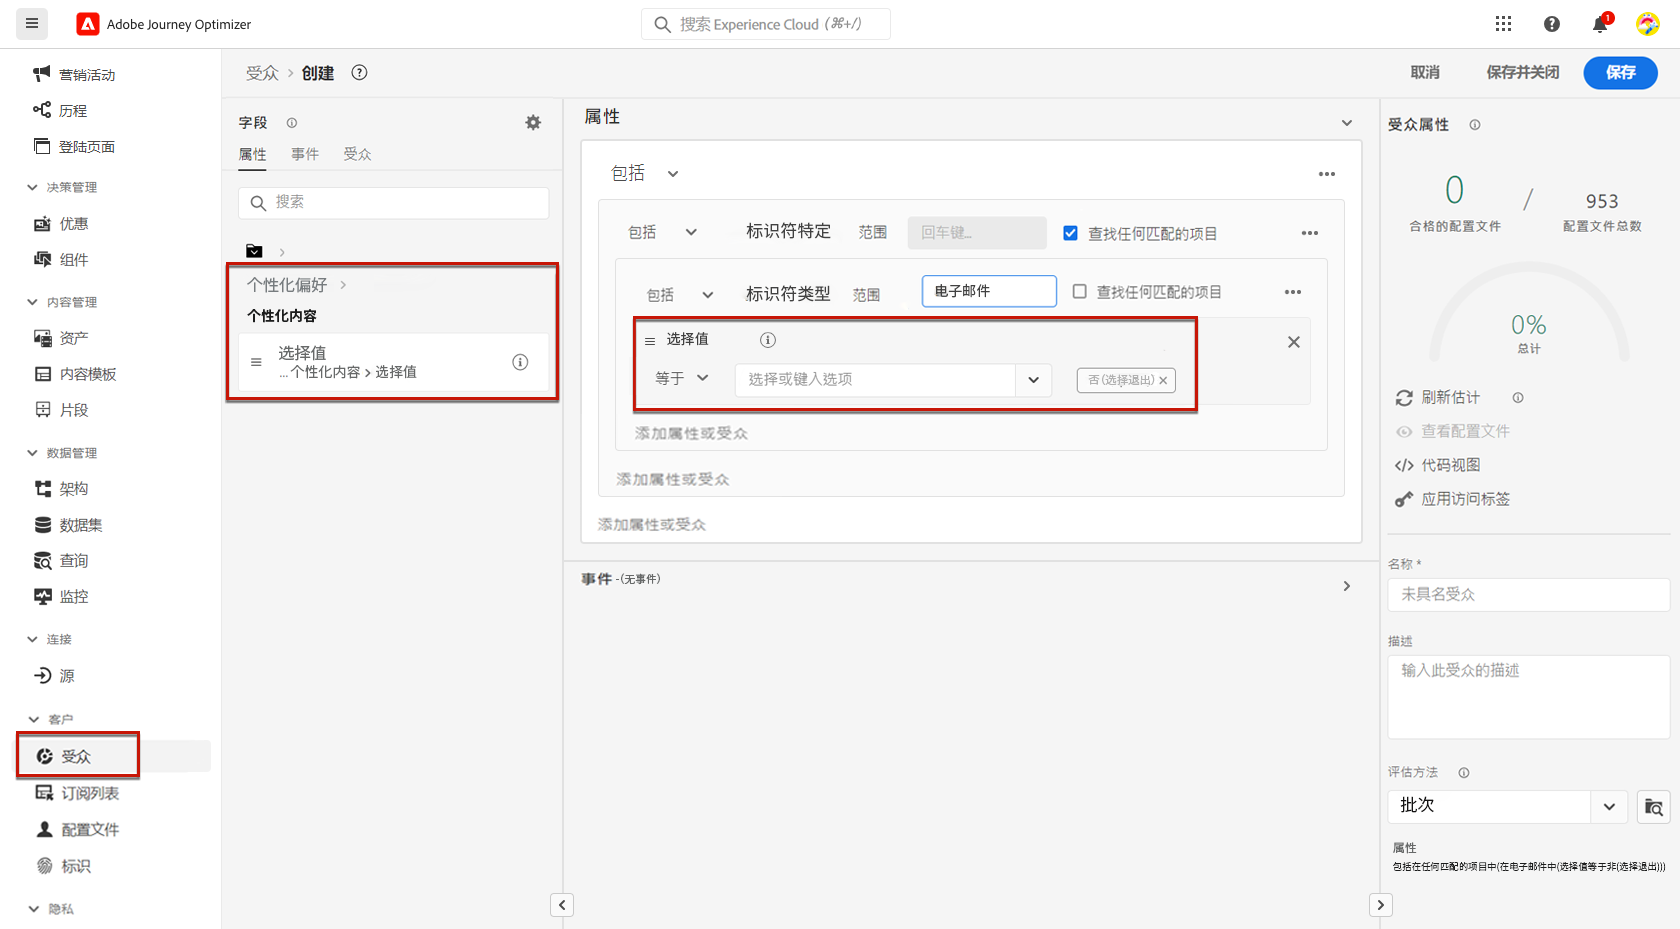 Adobe Journey Optimizer
搜索 Experience Cloud (⌘+/)
1
营销活动
历程
登陆页面
决策管理
优惠
组件
内容管理
资产
内容模板
片段
数据管理
架构
数据集
查询
监控
连接
源
客户
受众
订阅列表
配置文件
标识
隐私
受众 > 创建
取消 保存并关闭 保存
字段
属性 事件 受众
搜索
个性化偏好 >
个性化内容
选择值
...个性化内容 > 选择值
属性
包括
包括 标识符特定 范围 回车键... 查找任何匹配的项目
包括 标识符类型 范围 电子邮件 查找任何匹配的项目
选择值
等于 选择或键入选项 否(选择退出) ×
添加属性或受众
添加属性或受众
添加属性或受众
事件 -(无事件)
受众属性
0 / 953
合格的配置文件 配置文件总数
0%
总计
刷新估计
查看配置文件
代码视图
应用访问标签
名称 *
未具名受众
描述
输入此受众的描述
评估方法
批次
属性
包括在任何匹配的项目中(在电子邮件中(选择值等于非(选择退出)))